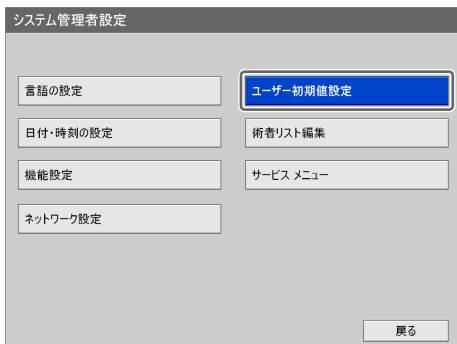 システム管理者設定
言語の設定
ユーザー初期値設定
日付・時刻の設定
術者リスト編集
機能設定
サービス メニュー
ネットワーク設定
戻る